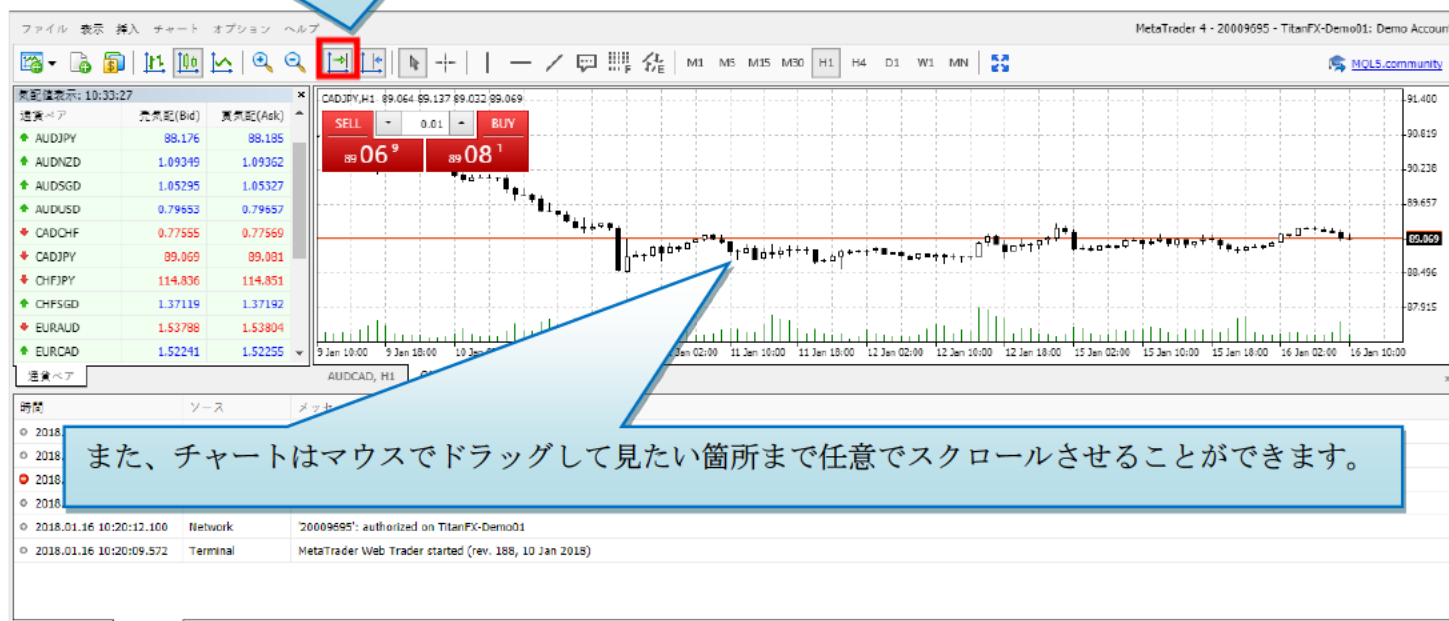 ファイル 表示 挿入 チャート オプション ヘルプ
MetaTrader 4 - 20009695 - TitanFX-Demo01: Demo Account
M1 M5 M15 M30 H1 H4 D1 W1 MN
MQL5.community
気配値表示: 10:33:27
通貨ペア 売気配(Bid) 買気配(Ask)
AUDJPY 88.176 88.185
AUDNZD 1.09349 1.09362
AUDSGD 1.05295 1.05327
AUDUSD 0.79653 0.79657
CADCHF 0.77555 0.77569
CADJPY 89.069 89.081
CHFJPY 114.836 114.851
CHFSGD 1.37119 1.37192
EURAUD 1.53788 1.53804
EURCAD 1.52241 1.52255
通貨ペア
CADJPY,H1 89.064 89.137 89.032 89.069
SELL 0.01 BUY
89 06 9 89 08 1
91.400
90.819
90.238
89.657
89.069
88.496
87.915
9 Jan 10:00 9 Jan 18:00 10 Jan 11 Jan 10:00 11 Jan 18:00 12 Jan 02:00 12 Jan 10:00 12 Jan 18:00 15 Jan 02:00 15 Jan 10:00 15 Jan 18:00 16 Jan 02:00 16 Jan 10:00
AUDCAD, H1
時間 ソース メッセ
2018.
2018.
2018.
2018.
また、チャートはマウスでドラッグして見たい箇所まで任意でスクロールさせることができます。
2018.01.16 10:20:12.100 Network '20009695': authorized on TitanFX-Demo01
2018.01.16 10:20:09.572 Terminal MetaTrader Web Trader started (rev. 188, 10 Jan 2018)